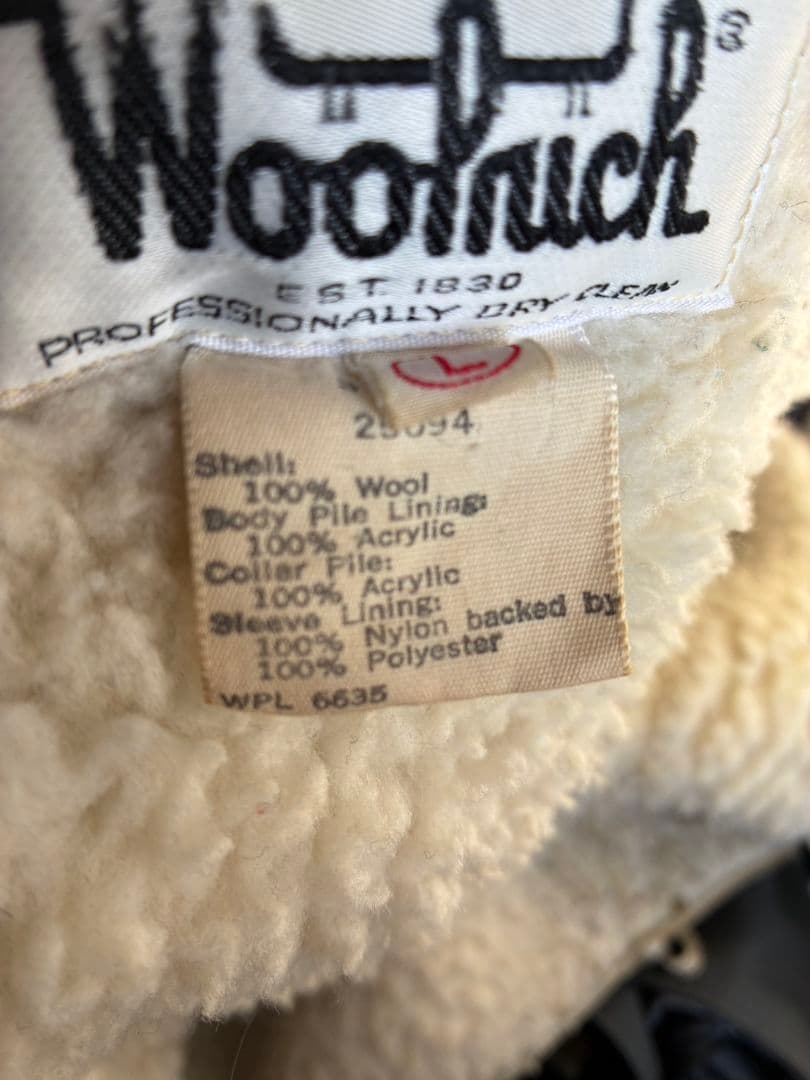 Woolrich ®
EST. 1830
PROFESSIONALLY DRY CLEAN
L
Shell:
100% Wool
Body Pile Lining:
100% Acrylic
Collar Pile:
100% Acrylic
Sleeve Lining:
100% Nylon backed by
100% Polyester
WPL 6635